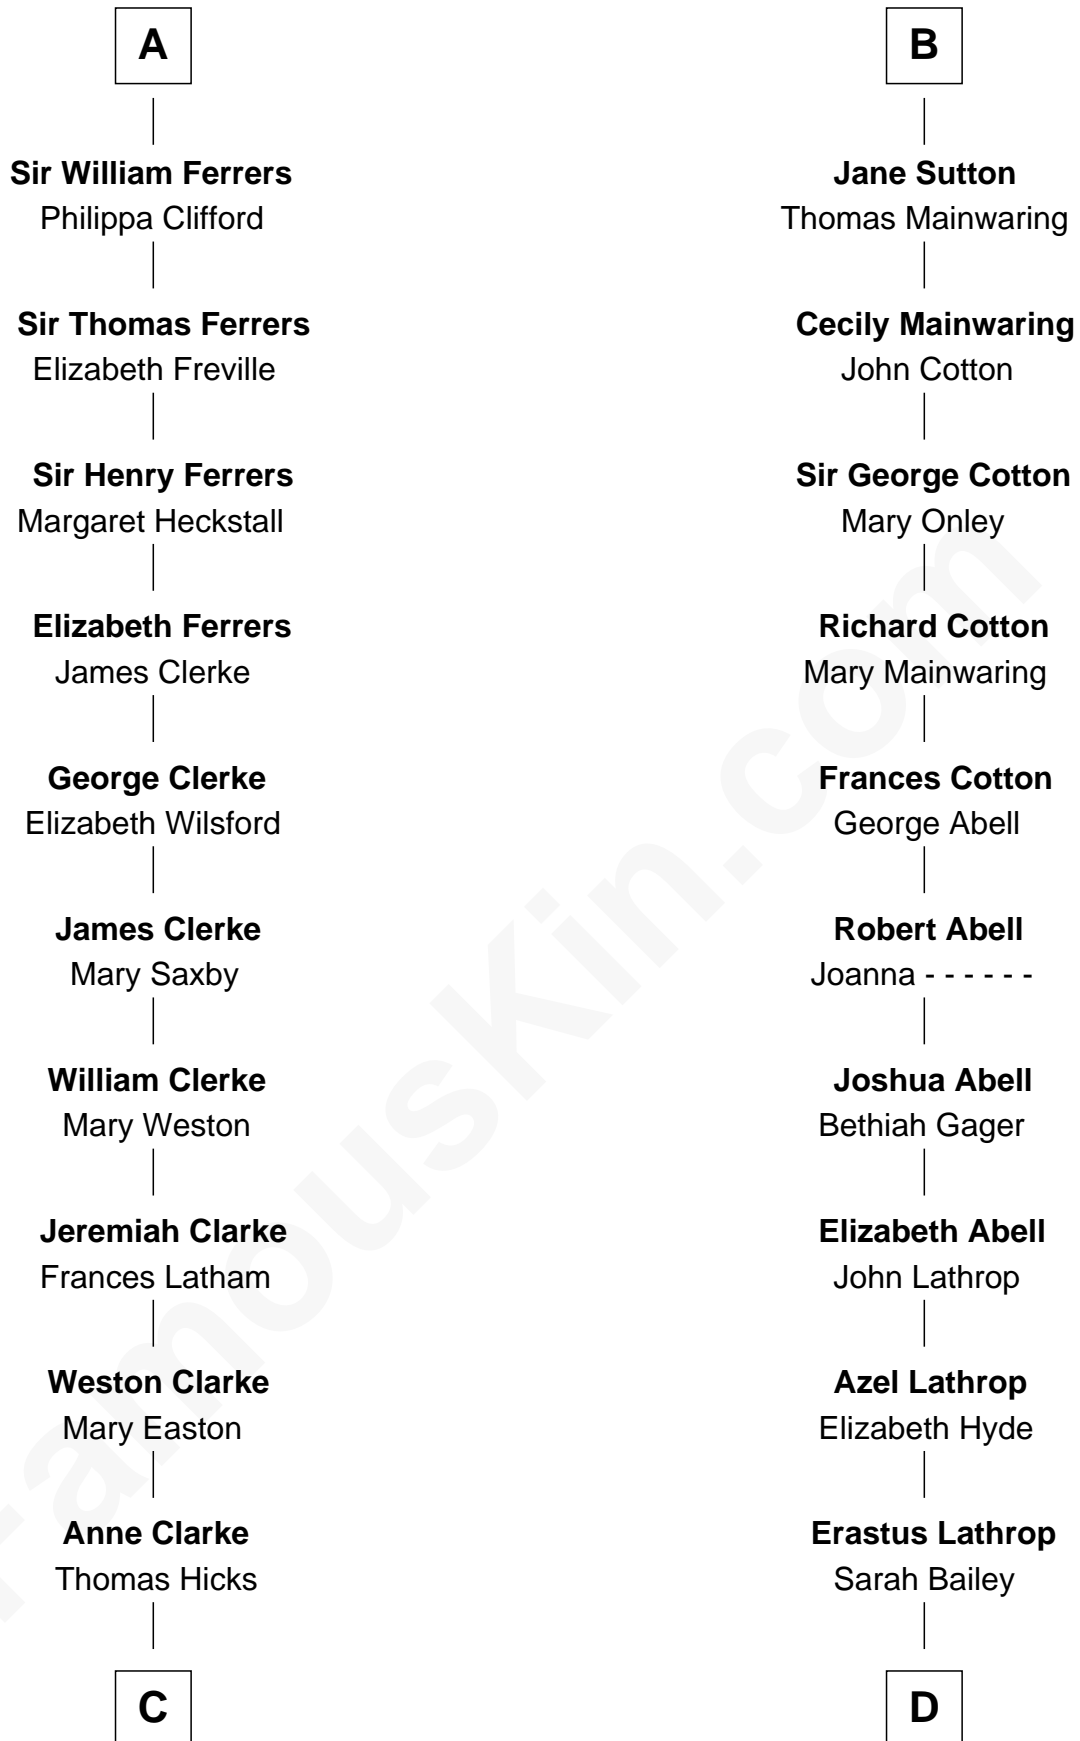 A
Sir William Ferrers
Philippa Clifford
Sir Thomas Ferrers
Elizabeth Freville
Sir Henry Ferrers
Margaret Heckstall
Elizabeth Ferrers
James Clerke
George Clerke
Elizabeth Wilsford
James Clerke
Mary Saxby
William Clerke
Mary Weston
Jeremiah Clarke
Frances Latham
Weston Clarke
Mary Easton
Anne Clarke
Thomas Hicks
C
B
Jane Sutton
Thomas Mainwaring
Cecily Mainwaring
John Cotton
Sir George Cotton
Mary Onley
Richard Cotton
Mary Mainwaring
Frances Cotton
George Abell
Robert Abell
Joanna - - - - - -
Joshua Abell
Bethiah Gager
Elizabeth Abell
John Lathrop
Azel Lathrop
Elizabeth Hyde
Erastus Lathrop
Sarah Bailey
D
FamousKin.com